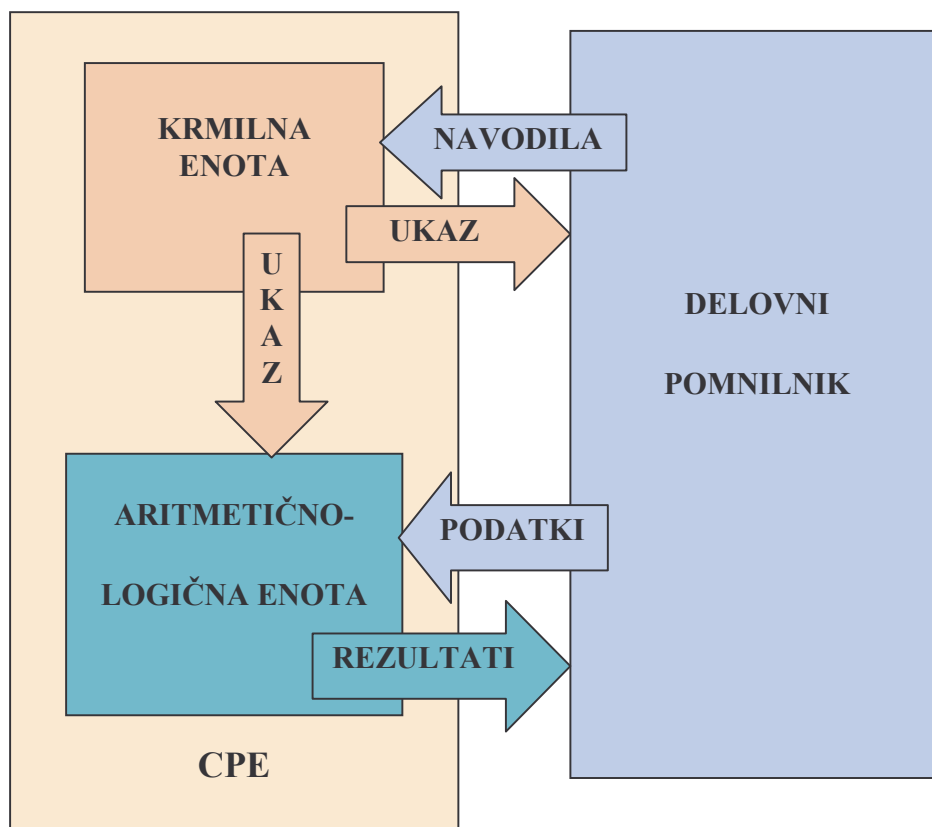 KRMILNA
ENOTA
NAVODILA
UKAZ
U
K
A
Z
DELOVNI
POMNILNIK
ARITMETIČNO-
LOGIČNA ENOTA
PODATKI
REZULTATI
CPE